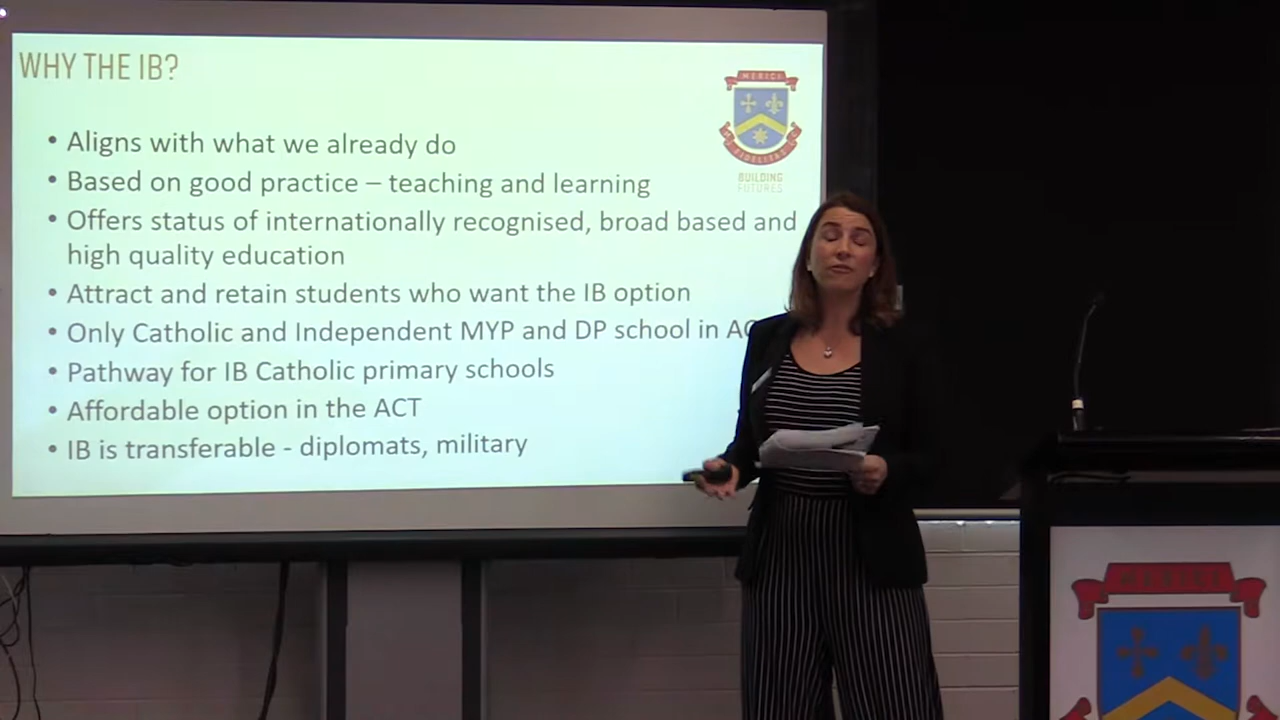 WHY THE IB?
MERICI
FIDELITAS
BUILDING
FUTURES
• Aligns with what we already do
• Based on good practice – teaching and learning
• Offers status of internationally recognised, broad based and
high quality education
• Attract and retain students who want the IB option
• Only Catholic and Independent MYP and DP school in
• Pathway for IB Catholic primary schools
• Affordable option in the ACT
• IB is transferable - diplomats, military
MERICI